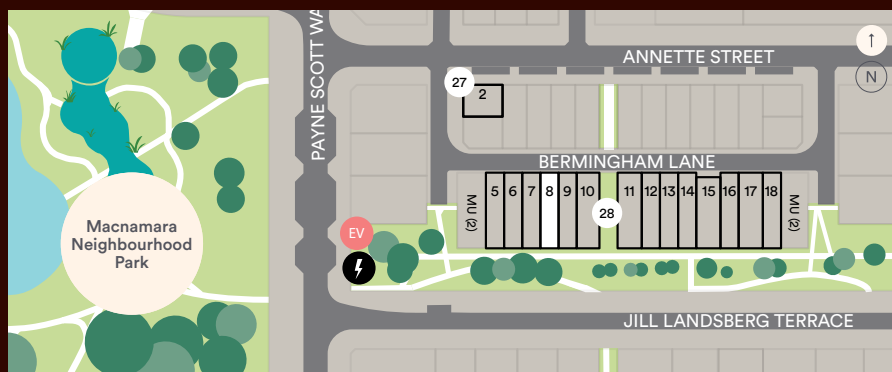 PAYNE SCOTT WA
ANNETTE STREET
↑
N
27
2
BERMINGHAM LANE
MU (2)
5 6 7 8 9 10
28
11 12 13 14 15 16 17 18
MU (2)
Macnamara
Neighbourhood
Park
EV
JILL LANDSBERG TERRACE